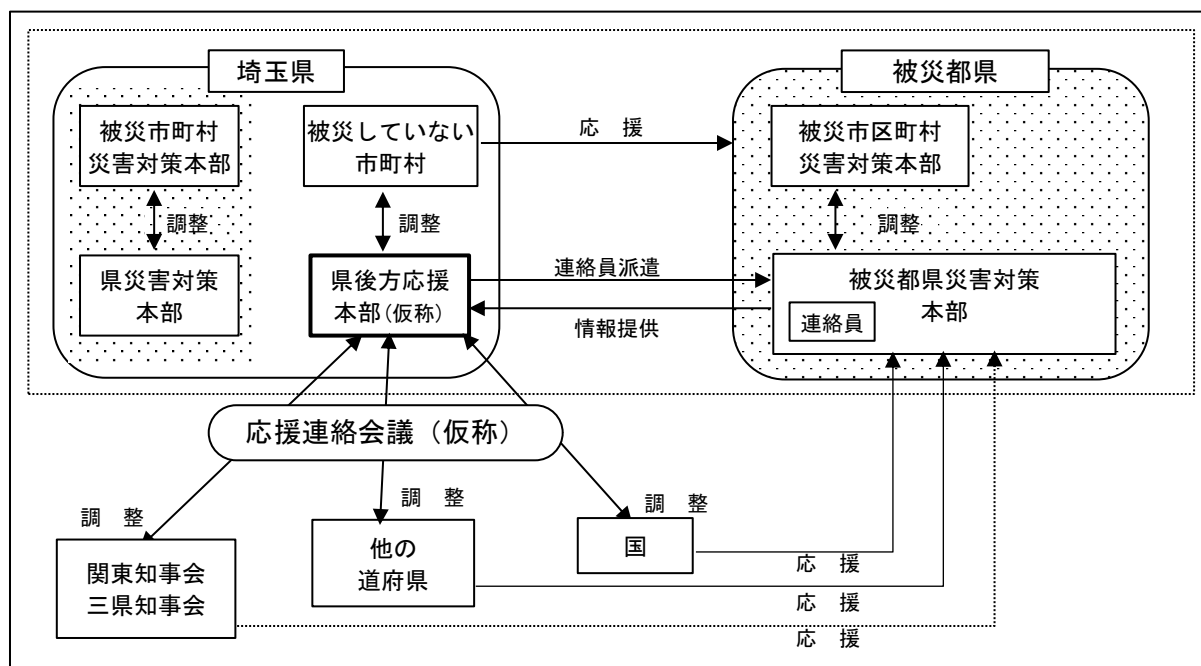 埼玉県
被災都県
被災市町村
災害対策本部
被災していない
市町村
応　援
被災市区町村
災害対策本部
調整
調整
調整
県災害対策
本部
県後方応援
本部(仮称)
連絡員派遣
情報提供
被災都県災害対策
本部
連絡員
応援連絡会議（仮称）
調　整
調　整
調　整
関東知事会
三県知事会
他の
道府県
国
応　援
応　援
応　援